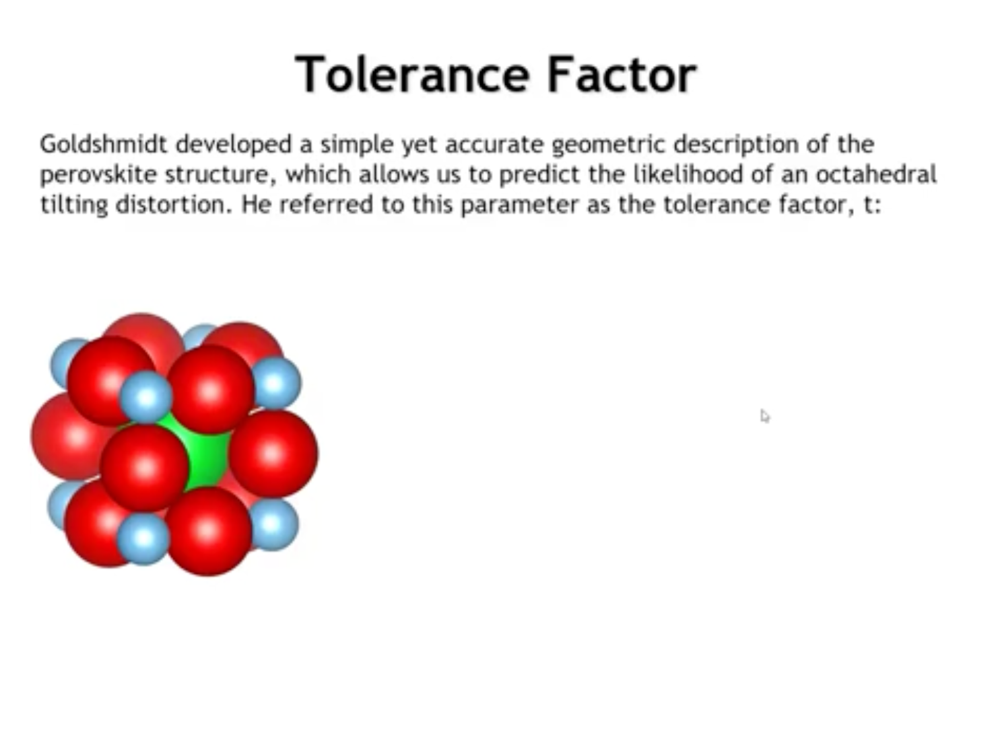 Tolerance Factor
Goldshmidt developed a simple yet accurate geometric description of the
perovskite structure, which allows us to predict the likelihood of an octahedral
tilting distortion. He referred to this parameter as the tolerance factor, t: